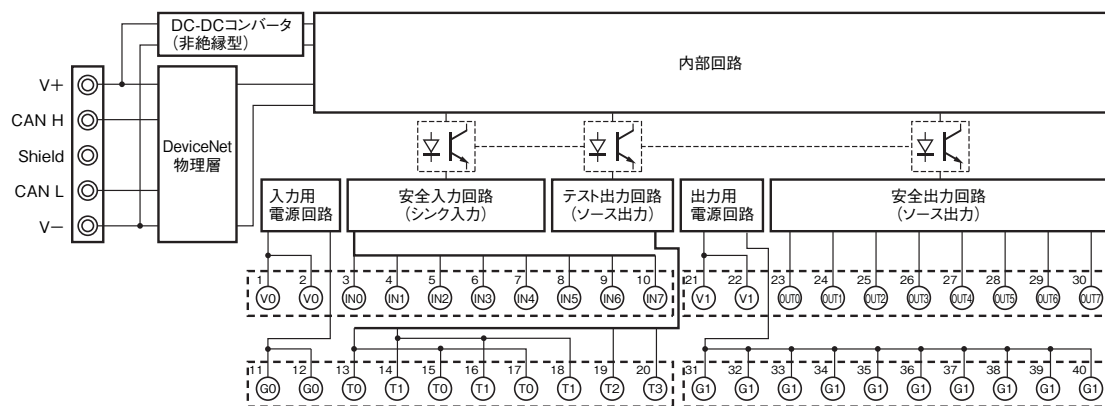 DC-DCコンバータ
(非絶縁型)
内部回路
V+
CAN H
Shield
CAN L
V-
DeviceNet
物理層
入力用
電源回路
安全入力回路
(シンク入力)
テスト出力回路
(ソース出力)
出力用
電源回路
安全出力回路
(ソース出力)
1 2 3 4 5 6 7 8 9 10
V0 V0 IN0 IN1 IN2 IN3 IN4 IN5 IN6 IN7
21 22 23 24 25 26 27 28 29 30
V1 V1 OUT0 OUT1 OUT2 OUT3 OUT4 OUT5 OUT6 OUT7
11 12 13 14 15 16 17 18 19 20
G0 G0 T0 T1 T0 T1 T0 T1 T2 T3
31 32 33 34 35 36 37 38 39 40
G1 G1 G1 G1 G1 G1 G1 G1 G1 G1